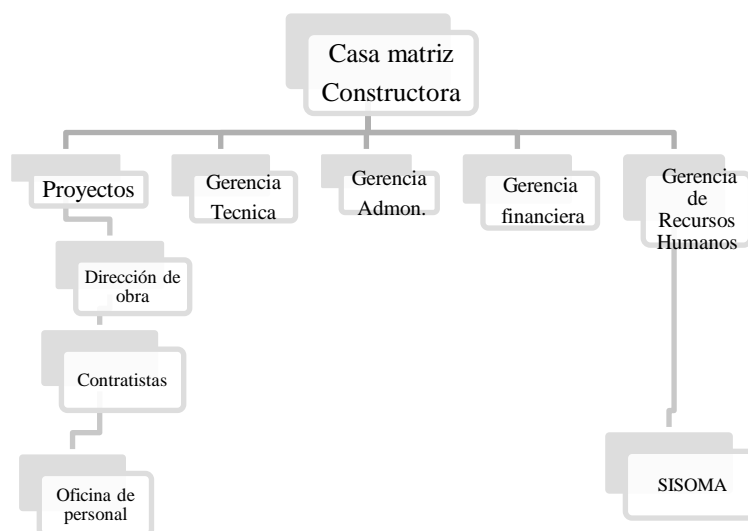 Casa matriz
Constructora
Proyectos
Gerencia
Tecnica
Gerencia
Admon.
Gerencia
financiera
Gerencia
de
Recursos
Humanos
Dirección de
obra
Contratistas
Oficina de
personal
SISOMA